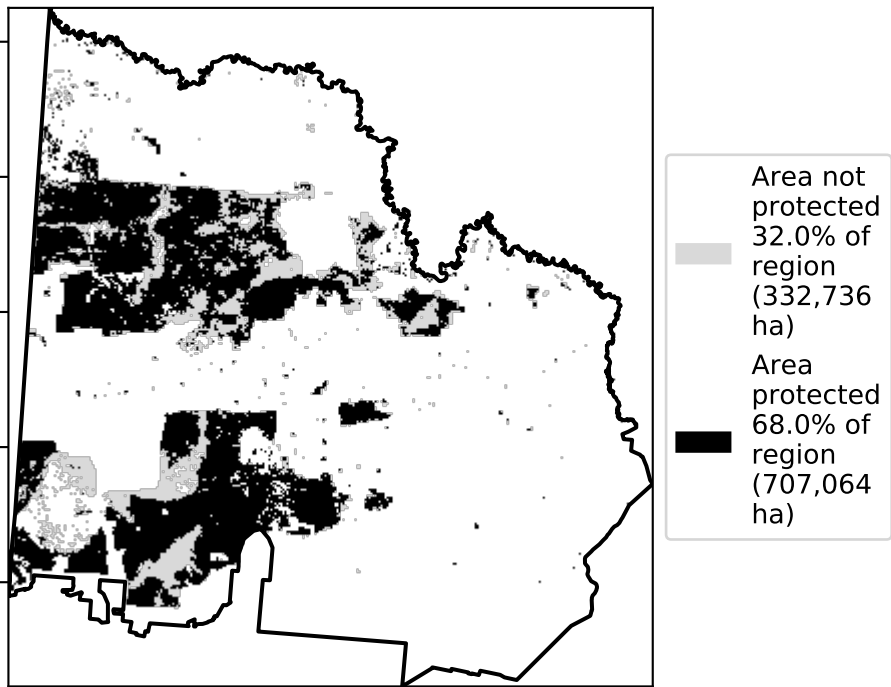 Area not
protected
32.0% of
region
(332,736
ha)
Area
protected
68.0% of
region
(707,064
ha)